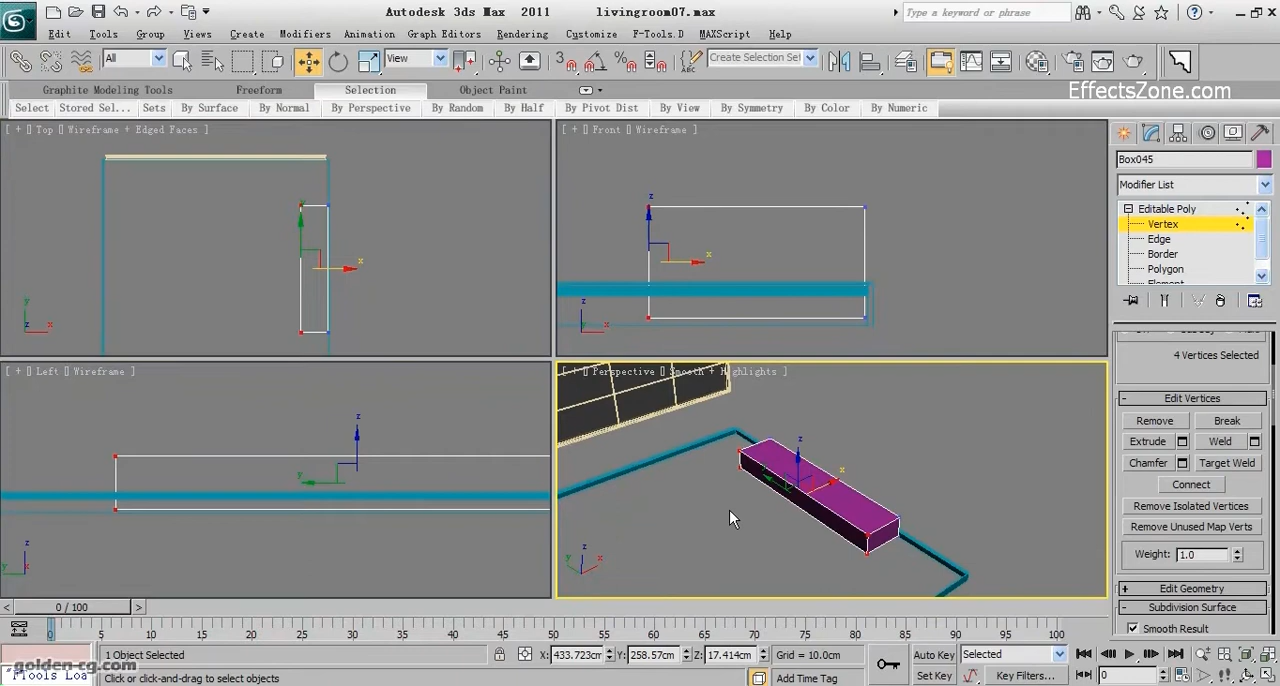 Autodesk 3ds Max 2011 livingroom07.max
Type a keyword or phrase
Edit Tools Group Views Create Modifiers Animation Graph Editors Rendering Customize F-Tools.D MAXScript Help
All View Create Selection Set
Graphite Modeling Tools Freeform Selection Object Paint
EffectsZone.com
Select Stored Sel... Sets By Surface By Normal By Perspective By Random By Half By Pivot Dist By View By Symmetry By Color By Numeric
[ + [] Top [] Wireframe + Edged Faces ]
[ + [] Front [] Wireframe ]
Box045
Modifier List
Editable Poly
Vertex
Edge
Border
Polygon
4 Vertices Selected
[ + [] Left [] Wireframe ]
[ + [] Perspective [] Smooth + Highlights ]
- Edit Vertices
Remove Break
Extrude Weld
Chamfer Target Weld
Connect
Remove Isolated Vertices
Remove Unused Map Verts
Weight: 1.0
+ Edit Geometry
- Subdivision Surface
Smooth Result
< 0 / 100 >
0 5 10 15 20 25 30 35 40 45 50 55 60 65 70 75 80 85 90 95 100
1 Object Selected X: 433.723cm Y: 258.57cm Z: 17.414cm Grid = 10.0cm Auto Key Selected
golden-cg.com
"FTools Loa Click or click-and-drag to select objects Add Time Tag Set Key Key Filters... 0